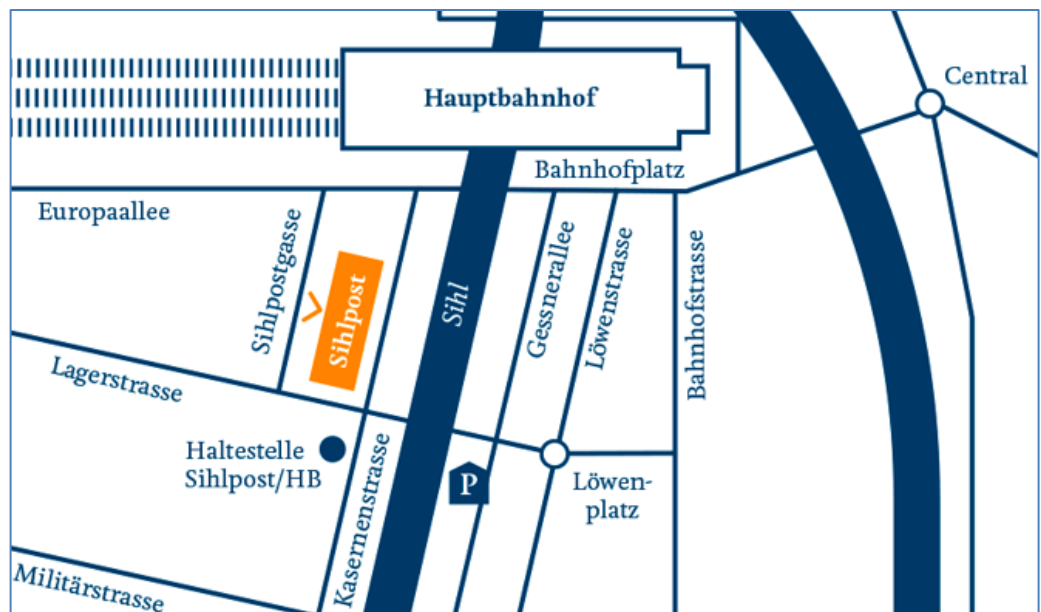 Central
Hauptbahnhof
Bahnhofplatz
Europaallee
Sihlpostgasse
Sihlpost
Sihl
Gessnerallee
Löwenstrasse
Bahnhofstrasse
Lagerstrasse
Haltestelle
Sihlpost/HB
Kasernenstrasse
P
Löwen-
platz
Militärstrasse